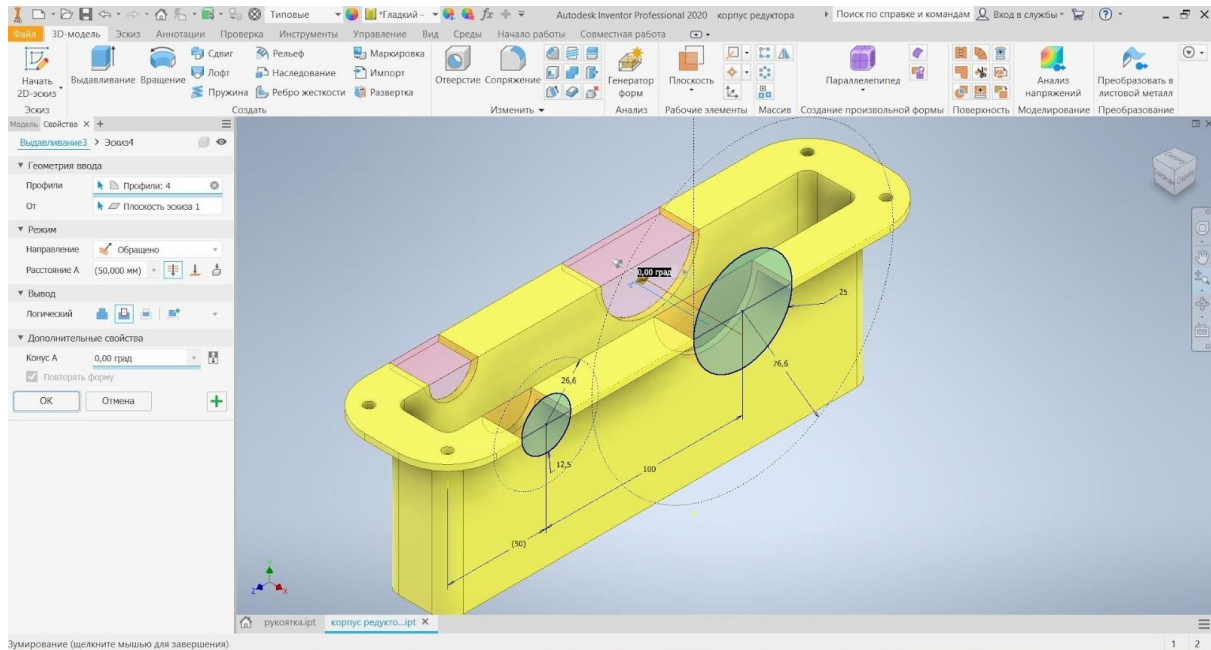 Типовые *Гладкий - Autodesk Inventor Professional 2020 корпус редуктора Поиск по справке и командам Вход в службы
Файл 3D-модель Эскиз Аннотации Проверка Инструменты Управление Вид Среды Начало работы Совместная работа
Начать 2D-эскиз
Выдавливание
Вращение
Сдвиг
Лофт
Пружина
Рельеф
Наследование
Ребро жесткости
Маркировка
Импорт
Развертка
Отверстие
Сопряжение
Генератор форм
Плоскость
Параллелепипед
Анализ напряжений
Преобразовать в листовой металл
Эскиз Создать Изменить Анализ Рабочие элементы Массив Создание произвольной формы Поверхность Моделирование Преобразование
Модель Свойства × +
Выдавливание3 > Эскиз4
Геометрия ввода
Профили Профили: 4
От Плоскость эскиза 1
Режим
Направление Обращено
Расстояние A (50,000 мм)
Вывод
Логический
Дополнительные свойства
Конус A 0,00 град
Повторять форму
ОК Отмена +
0,00 град
25
76,6
26,6
12,5
100
(50)
Y
Z X
рукоятка.ipt корпус редукто...ipt ×
Зумирование (щелкните мышью для завершения) 1 2